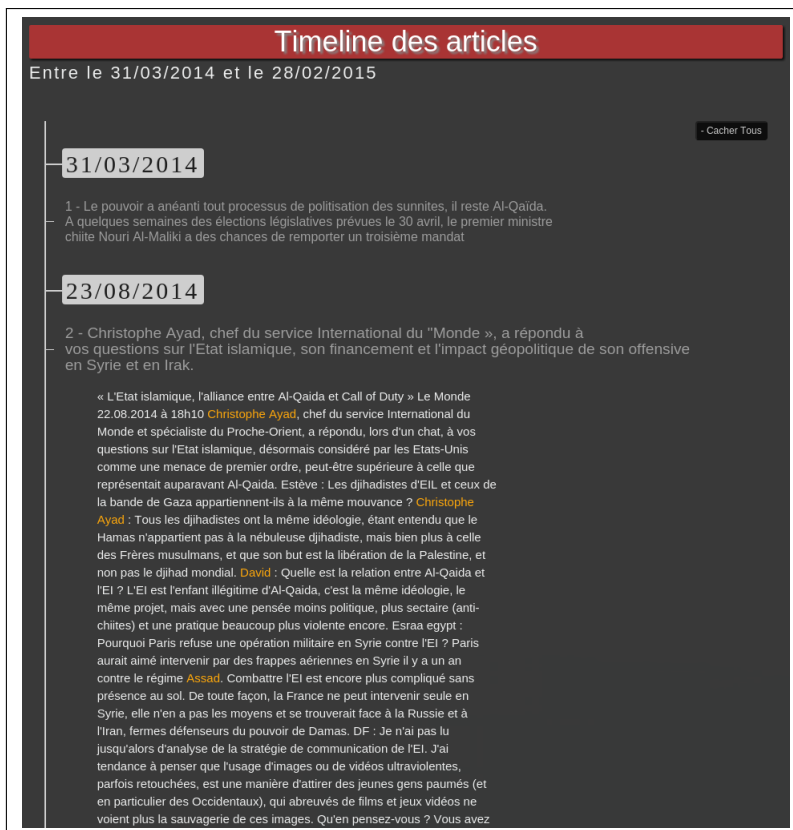 Timeline des articles
Entre le 31/03/2014 et le 28/02/2015
- Cacher Tous
31/03/2014
1 - Le pouvoir a anéanti tout processus de politisation des sunnites, il reste Al-Qaïda.
A quelques semaines des élections législatives prévues le 30 avril, le premier ministre
chiite Nouri Al-Maliki a des chances de remporter un troisième mandat
23/08/2014
2 - Christophe Ayad, chef du service International du "Monde », a répondu à
vos questions sur l'Etat islamique, son financement et l'impact géopolitique de son offensive
en Syrie et en Irak.
« L'Etat islamique, l'alliance entre Al-Qaida et Call of Duty » Le Monde
22.08.2014 à 18h10 Christophe Ayad, chef du service International du
Monde et spécialiste du Proche-Orient, a répondu, lors d'un chat, à vos
questions sur l'Etat islamique, désormais considéré par les Etats-Unis
comme une menace de premier ordre, peut-être supérieure à celle que
représentait auparavant Al-Qaida. Estève : Les djihadistes d'EIL et ceux de
la bande de Gaza appartiennent-ils à la même mouvance ? Christophe
Ayad : Tous les djihadistes ont la même idéologie, étant entendu que le
Hamas n'appartient pas à la nébuleuse djihadiste, mais bien plus à celle
des Frères musulmans, et que son but est la libération de la Palestine, et
non pas le djihad mondial. David : Quelle est la relation entre Al-Qaida et
l'EI ? L'EI est l'enfant illégitime d'Al-Qaida, c'est la même idéologie, le
même projet, mais avec une pensée moins politique, plus sectaire (anti-
chiites) et une pratique beaucoup plus violente encore. Esraa egypt :
Pourquoi Paris refuse une opération militaire en Syrie contre l'EI ? Paris
aurait aimé intervenir par des frappes aériennes en Syrie il y a un an
contre le régime Assad. Combattre l'EI est encore plus compliqué sans
présence au sol. De toute façon, la France ne peut intervenir seule en
Syrie, elle n'en a pas les moyens et se trouverait face à la Russie et à
l'Iran, fermes défenseurs du pouvoir de Damas. DF : Je n'ai pas lu
jusqu'alors d'analyse de la stratégie de communication de l'EI. J'ai
tendance à penser que l'usage d'images ou de vidéos ultraviolentes,
parfois retouchées, est une manière d'attirer des jeunes gens paumés (et
en particulier des Occidentaux), qui abreuvés de films et jeux vidéos ne
voient plus la sauvagerie de ces images. Qu'en pensez-vous ? Vous avez